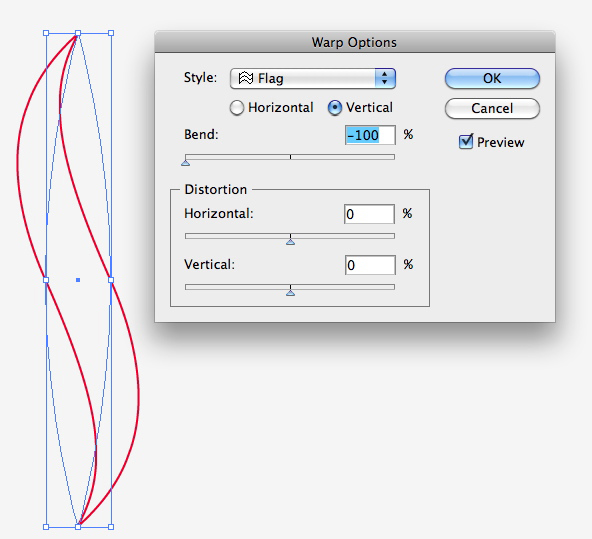 Warp Options
Style: Flag
Horizontal Vertical
Bend: -100 %
Distortion
Horizontal: 0 %
Vertical: 0 %
OK
Cancel
Preview